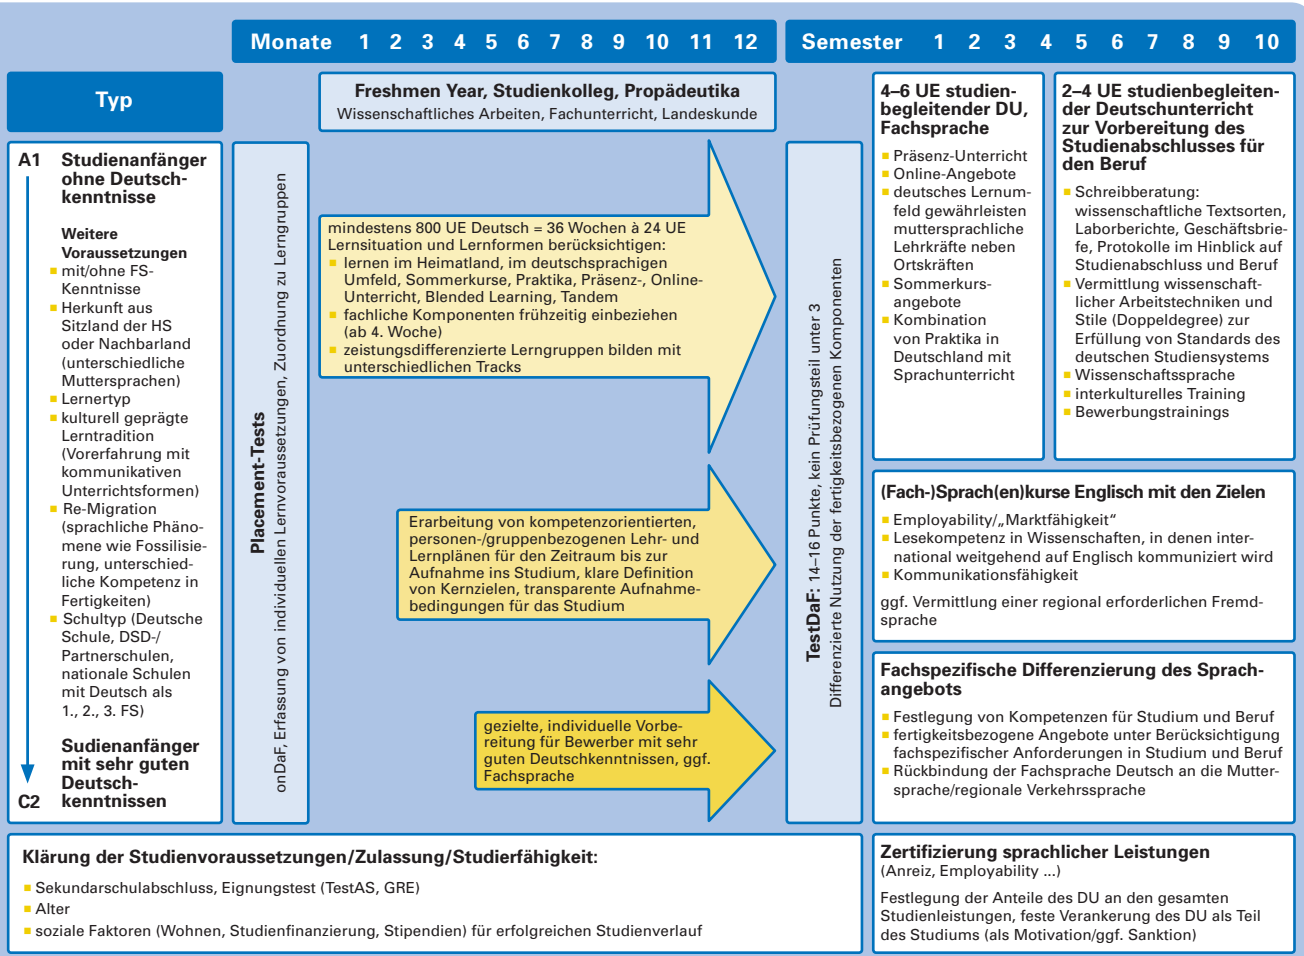 Monate 1 2 3 4 5 6 7 8 9 10 11 12
Semester 1 2 3 4 5 6 7 8 9 10
Typ
Freshmen Year, Studienkolleg, Propädeutika
Wissenschaftliches Arbeiten, Fachunterricht, Landeskunde
A1
Studienanfänger
ohne Deutsch-
kenntnisse
Weitere
Voraussetzungen
mit/ohne FS-
Kenntnisse
Herkunft aus
Sitzland der HS
oder Nachbarland
(unterschiedliche
Muttersprachen)
Lernertyp
kulturell geprägte
Lerntradition
(Vorerfahrung mit
kommunikativen
Unterrichtsformen)
Re-Migration
(sprachliche Phäno-
mene wie Fossilisie-
rung, unterschied-
liche Kompetenz in
Fertigkeiten)
Schultyp (Deutsche
Schule, DSD-/
Partnerschulen,
nationale Schulen
mit Deutsch als
1., 2., 3. FS)
Sudienanfänger
mit sehr guten
Deutsch-
kenntnissen
C2
Placement-Tests
onDaF, Erfassung von individuellen Lernvoraussetzungen, Zuordnung zu Lerngruppen
mindestens 800 UE Deutsch = 36 Wochen à 24 UE
Lernsituation und Lernformen berücksichtigen:
lernen im Heimatland, im deutschsprachigen
Umfeld, Sommerkurse, Praktika, Präsenz-, Online-
Unterricht, Blended Learning, Tandem
fachliche Komponenten frühzeitig einbeziehen
(ab 4. Woche)
zeistungsdifferenzierte Lerngruppen bilden mit
unterschiedlichen Tracks
Erarbeitung von kompetenzorientierten,
personen-/gruppenbezogenen Lehr- und
Lernplänen für den Zeitraum bis zur
Aufnahme ins Studium, klare Definition
von Kernzielen, transparente Aufnahme-
bedingungen für das Studium
gezielte, individuelle Vorbe-
reitung für Bewerber mit sehr
guten Deutschkenntnissen, ggf.
Fachsprache
TestDaF: 14–16 Punkte, kein Prüfungsteil unter 3
Differenzierte Nutzung der fertigkeitsbezogenen Komponenten
4–6 UE studien-
begleitender DU,
Fachsprache
Präsenz-Unterricht
Online-Angebote
deutsches Lernum-
feld gewährleisten
muttersprachliche
Lehrkräfte neben
Ortskräften
Sommerkurs-
angebote
Kombination
von Praktika in
Deutschland mit
Sprachunterricht
2–4 UE studienbegleiten-
der Deutschunterricht
zur Vorbereitung des
Studienabschlusses für
den Beruf
Schreibberatung:
wissenschaftliche Textsorten,
Laborberichte, Geschäftsbrie-
fe, Protokolle im Hinblick auf
Studienabschluss und Beruf
Vermittlung wissenschaft-
licher Arbeitstechniken und
Stile (Doppeldegree) zur
Erfüllung von Standards des
deutschen Studiensystems
Wissenschaftssprache
interkulturelles Training
Bewerbungstrainings
(Fach-)Sprach(en)kurse Englisch mit den Zielen
Employability/„Marktfähigkeit“
Lesekompetenz in Wissenschaften, in denen inter-
national weitgehend auf Englisch kommuniziert wird
Kommunikationsfähigkeit
ggf. Vermittlung einer regional erforderlichen Fremd-
sprache
Fachspezifische Differenzierung des Sprach-
angebots
Festlegung von Kompetenzen für Studium und Beruf
fertigkeitsbezogene Angebote unter Berücksichtigung
fachspezifischer Anforderungen in Studium und Beruf
Rückbindung der Fachsprache Deutsch an die Mutter-
sprache/regionale Verkehrssprache
Klärung der Studienvoraussetzungen/Zulassung/Studierfähigkeit:
Sekundarschulabschluss, Eignungstest (TestAS, GRE)
Alter
soziale Faktoren (Wohnen, Studienfinanzierung, Stipendien) für erfolgreichen Studienverlauf
Zertifizierung sprachlicher Leistungen
(Anreiz, Employability ...)
Festlegung der Anteile des DU an den gesamten
Studienleistungen, feste Verankerung des DU als Teil
des Studiums (als Motivation/ggf. Sanktion)